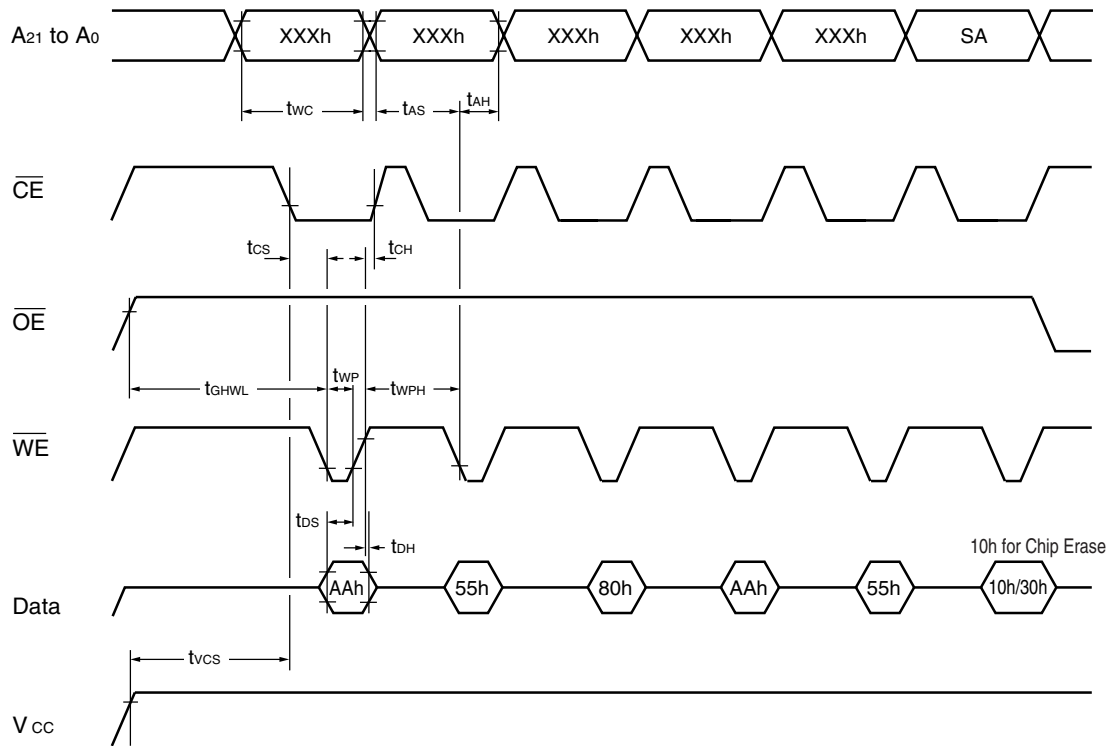 A21 to A0
XXXh XXXh XXXh XXXh XXXh SA
tWC tAS tAH
CE
tCS tCH
OE
tGHWL tWP tWPH
WE
tDS
tDH
10h for Chip Erase
Data AAh 55h 80h AAh 55h 10h/30h
tVCS
VCC